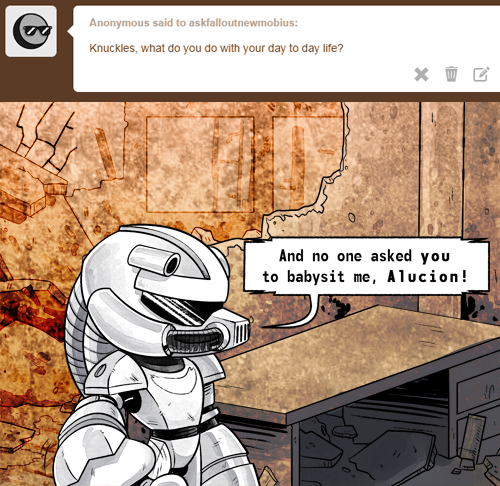 Anonymous said to askfalloutnewmobius:
Knuckles, what do you do with your day to day life?
And no one asked you
to babysit me, Alucion!